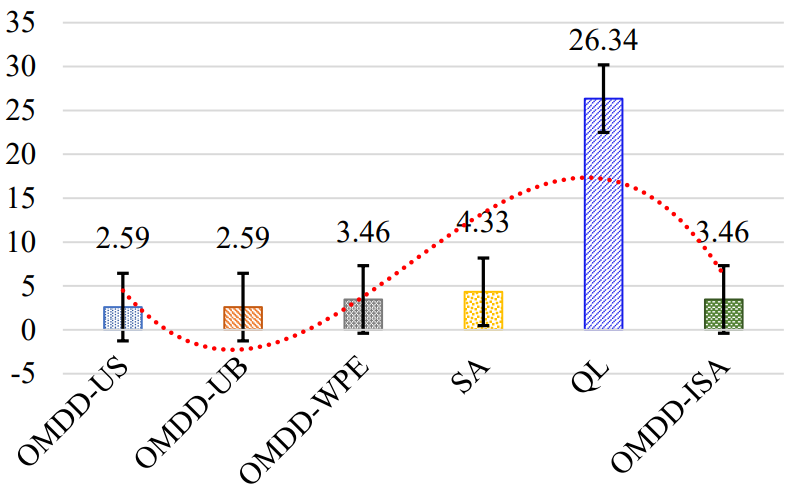 35
30
25
20
15
10
5
0
-5
2.59
2.59
3.46
4.33
26.34
3.46
OMDD-US
OMDD-UB
OMDD-WPE
SA
QL
OMDD-ISA